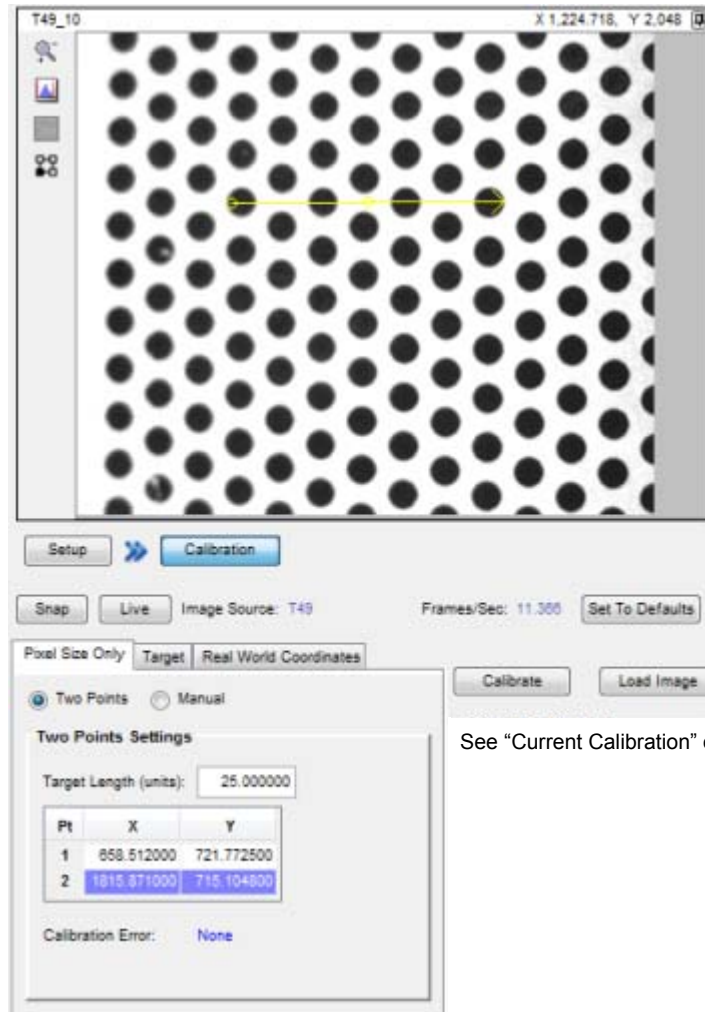 T49_10 X 1,224.718, Y 2,048
Setup Calibration
Snap Live Image Source: T49 Frames/Sec: 11.366 Set To Defaults
Pixel Size Only Target Real World Coordinates
Calibrate Load Image
Two Points Manual
Two Points Settings
See “Current Calibration”
Target Length (units): 25.000000
Pt X Y
1 658.512000 721.772500
2 1815.871000 715.104800
Calibration Error: None